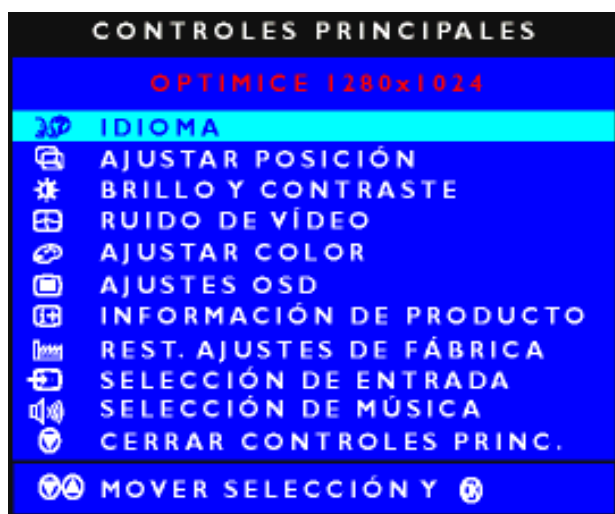 CONTROLES PRINCIPALES
OPTIMICE 1280x1024
IDIOMA
AJUSTAR POSICIÓN
BRILLO Y CONTRASTE
RUIDO DE VÍDEO
AJUSTAR COLOR
AJUSTES OSD
INFORMACIÓN DE PRODUCTO
REST. AJUSTES DE FÁBRICA
SELECCIÓN DE ENTRADA
SELECCIÓN DE MÚSICA
CERRAR CONTROLES PRINC.
MOVER SELECCIÓN Y OK